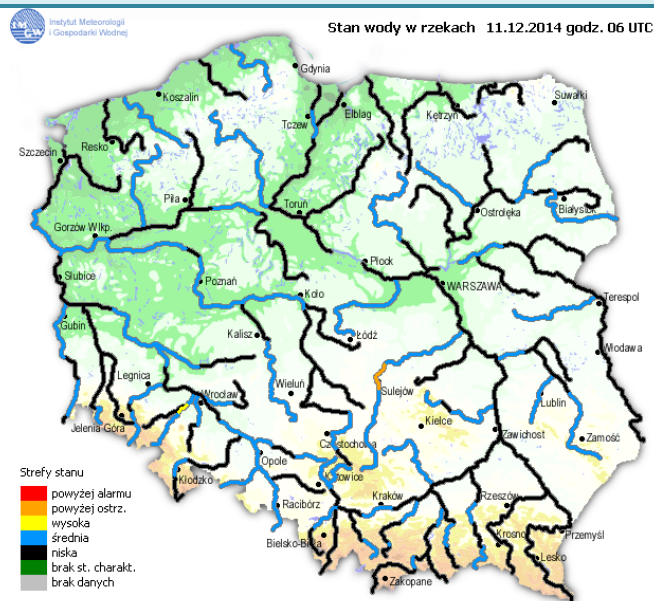 Instytut Meteorologii
i Gospodarki Wodnej
Stan wody w rzekach 11.12.2014 godz. 06 UTC
Gdynia
Koszalin
Suwałki
Elbląg
Kętrzyn
Tczew
Resko
Szczecin
Piła
Toruń
Ostrołęka
Białystok
Gorzów Wlkp.
Płock
Słubice
Poznań
WARSZAWA
Koło
Terespol
Gubin
Kalisz
Łódź
Włodawa
Legnica
Wieluń
Sulejów
Wrocław
Lublin
Jelenia Góra
Kielce
Zawichost
Zamość
Częstochowa
Opole
Kłodzko
Katowice
Kraków
Rzeszów
Racibórz
Bielsko-Biała
Krosno
Przemyśl
Lesko
Zakopane
Strefy stanu
powyżej alarmu
powyżej ostrz.
wysoka
średnia
niska
brak st. charakt.
brak danych